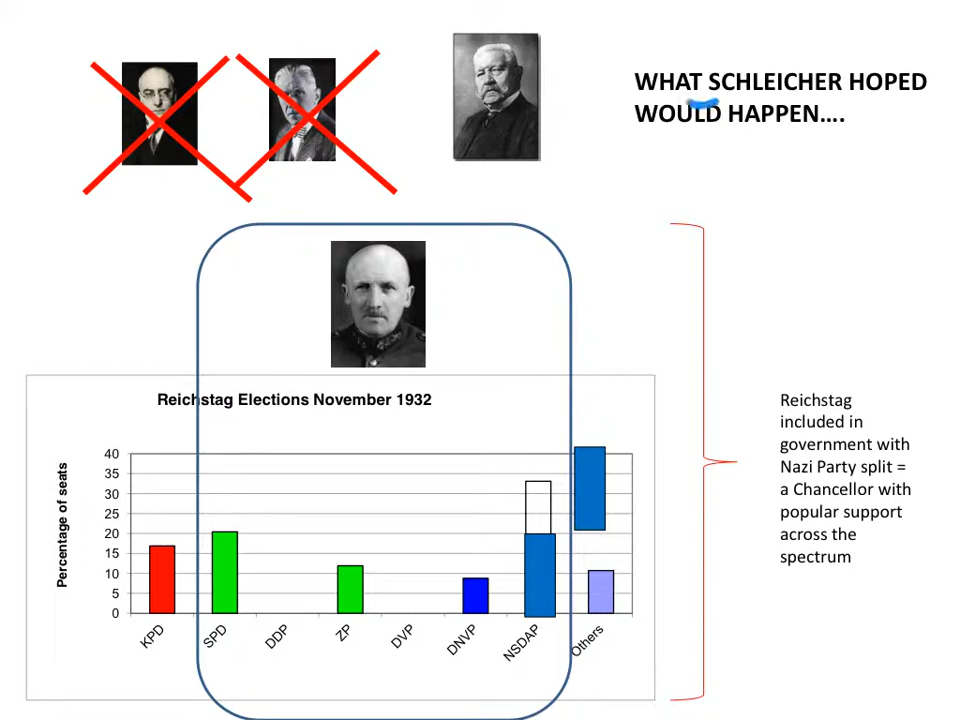 WHAT SCHLEICHER HOPED
WOULD HAPPEN....
Reichstag Elections November 1932
Percentage of seats
40
35
30
25
20
15
10
5
0
KPD
SPD
DDP
ZP
DVP
DNVP
NSDAP
Others
Reichstag
included in
government with
Nazi Party split =
a Chancellor with
popular support
across the
spectrum